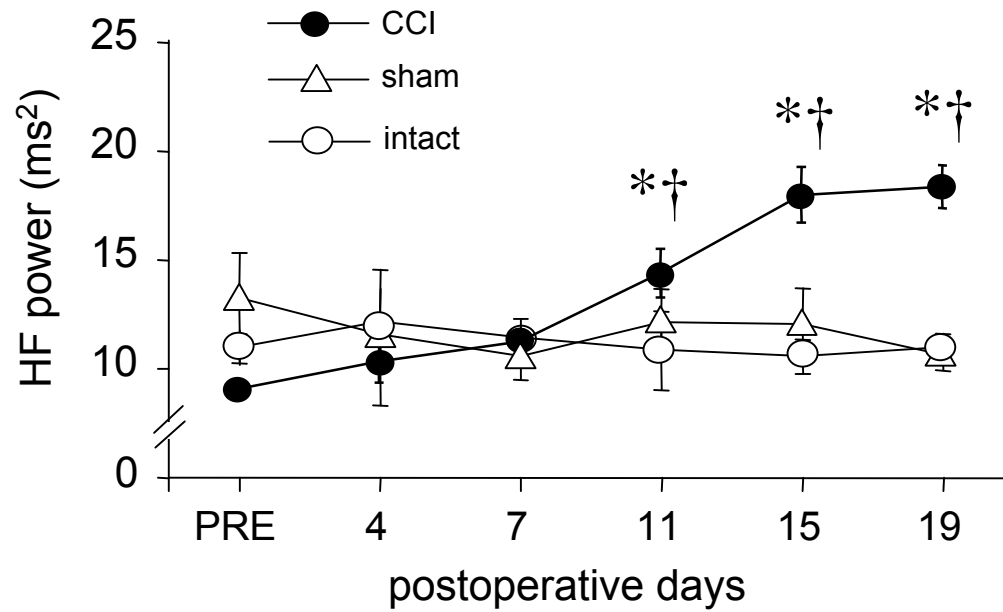 CCI
sham
intact
HF power (ms²)
25
20
15
10
0
*†
*†
*†
PRE 4 7 11 15 19
postoperative days